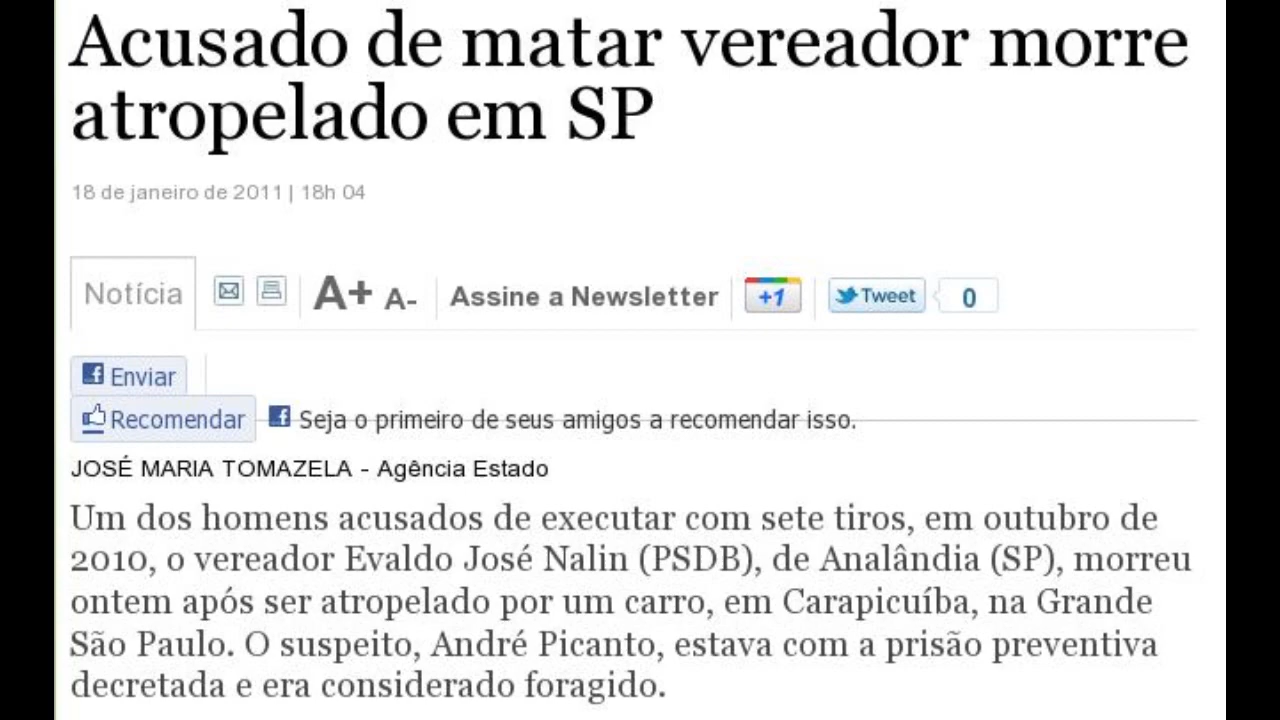 Acusado de matar vereador morre
atropelado em SP
18 de janeiro de 2011 | 18h 04
Notícia A+ A- Assine a Newsletter +1 Tweet 0
Enviar
Recomendar Seja o primeiro de seus amigos a recomendar isso.
JOSÉ MARIA TOMAZELA - Agência Estado
Um dos homens acusados de executar com sete tiros, em outubro de
2010, o vereador Evaldo José Nalin (PSDB), de Analândia (SP), morreu
ontem após ser atropelado por um carro, em Carapicuíba, na Grande
São Paulo. O suspeito, André Picanto, estava com a prisão preventiva
decretada e era considerado foragido.